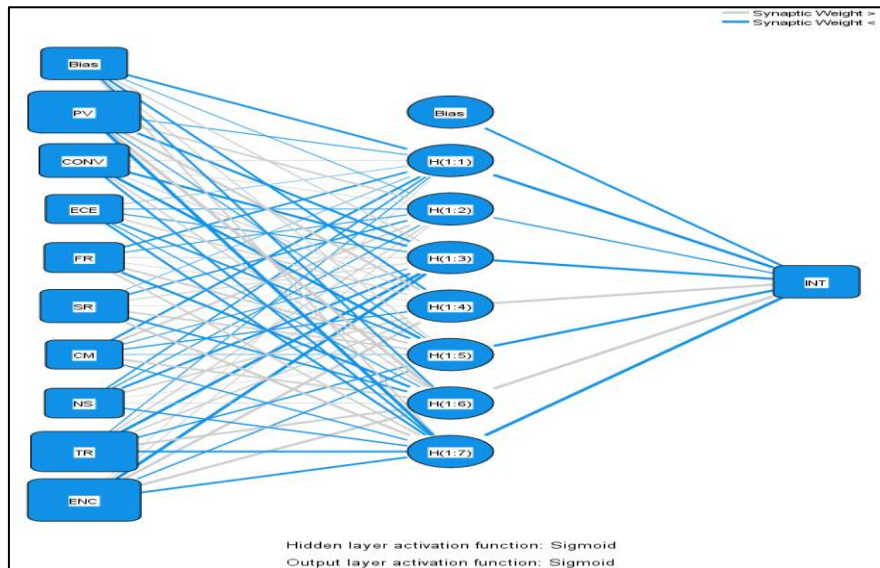 Synaptic Weight >
Synaptic Weight <
Bias
PV
CONV
ECE
FR
SR
CM
NS
TR
ENC
Bias
H(1:1)
H(1:2)
H(1:3)
H(1:4)
H(1:5)
H(1:6)
H(1:7)
INT
Hidden layer activation function: Sigmoid
Output layer activation function: Sigmoid